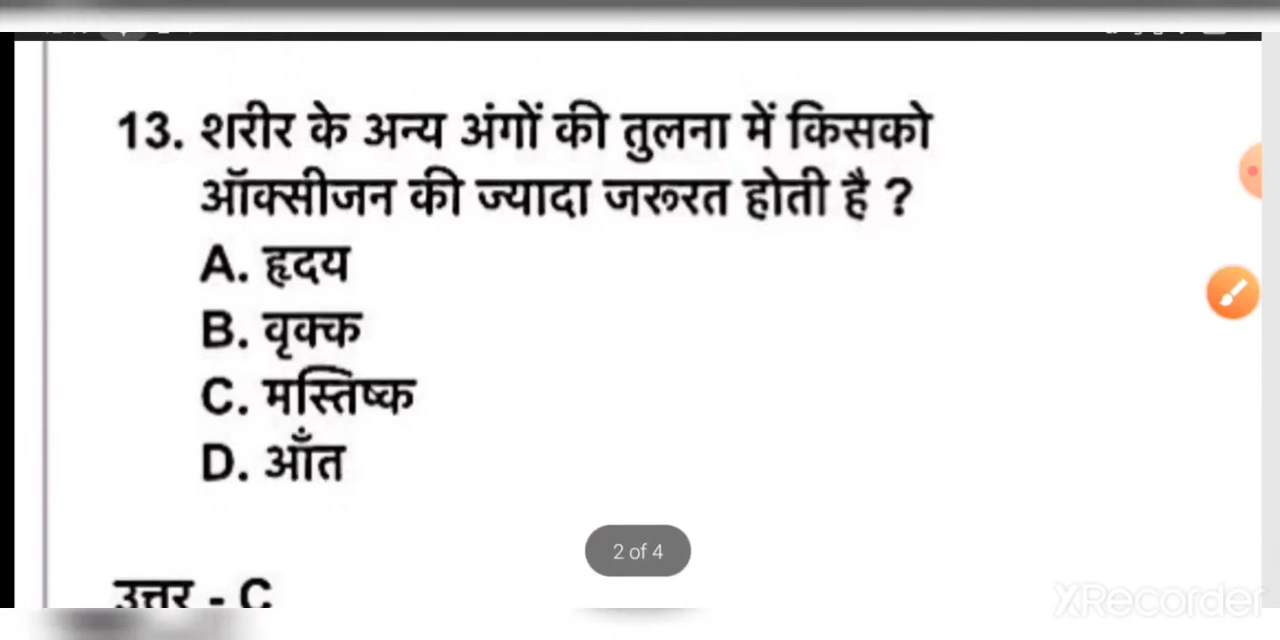 13. शरीर के अन्य अंगों की तुलना में किसको
ऑक्सीजन की ज्यादा जरूरत होती है ?
A. हृदय
B. वृक्क
C. मस्तिष्क
D. आँत
2 of 4
उत्तर - C
XRecorder